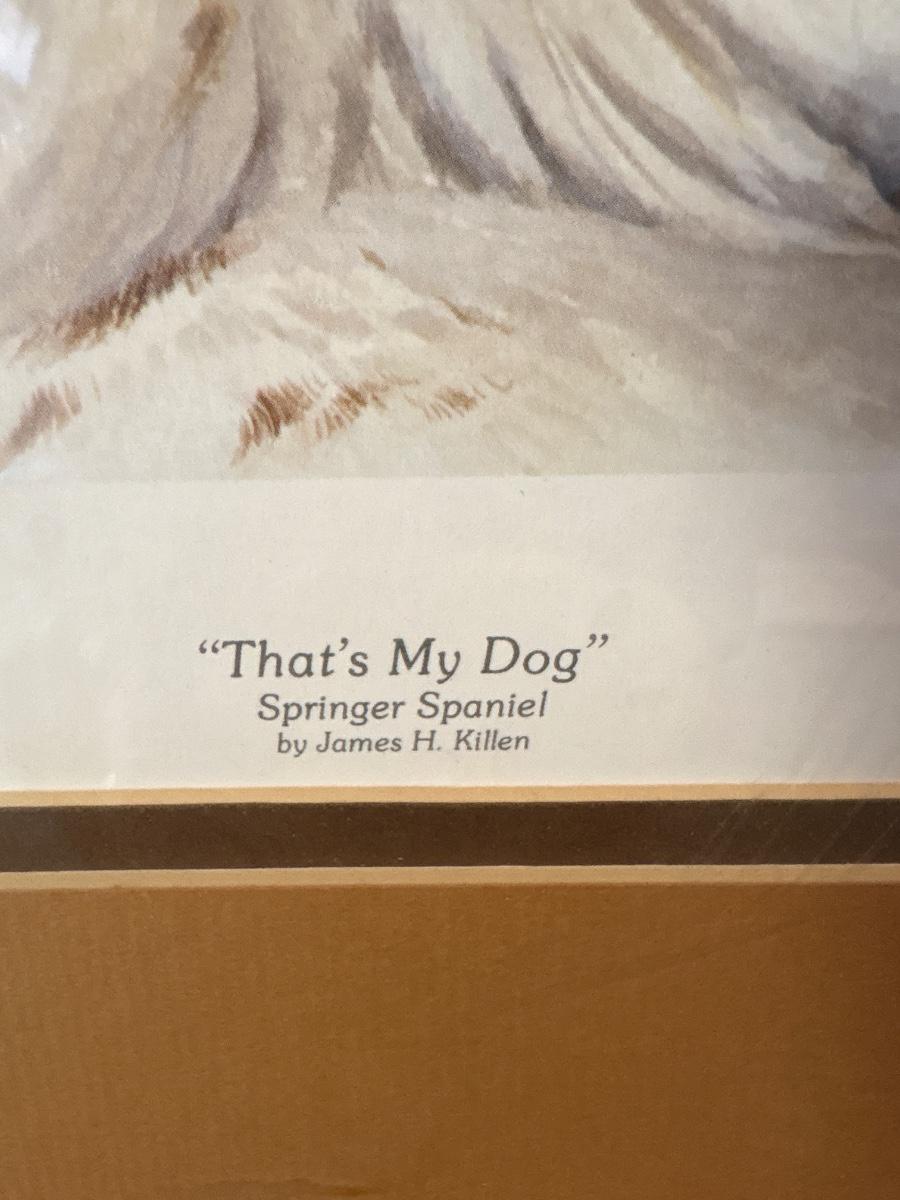 “That’s My Dog”
Springer Spaniel
by James H. Killen